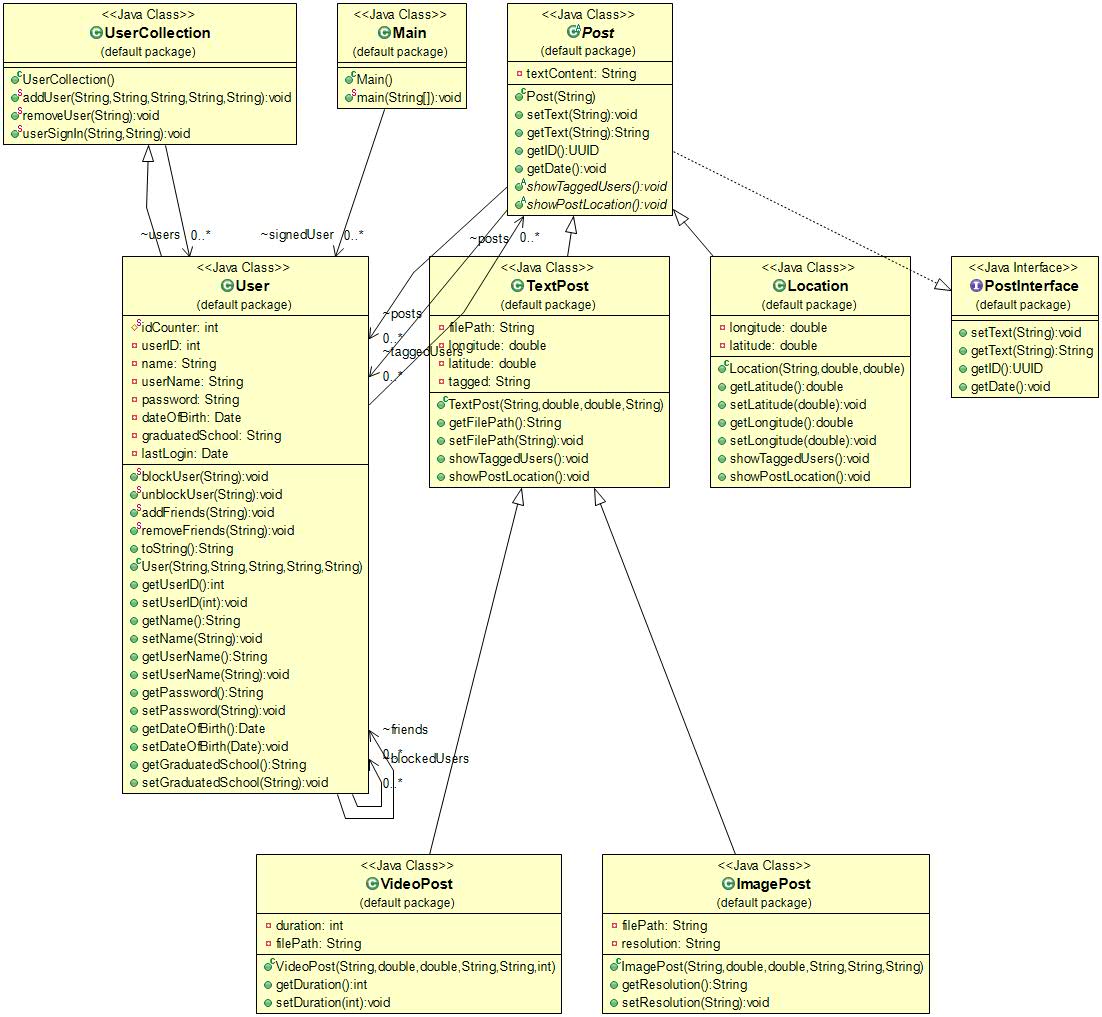 <<Java Class>>
UserCollection
(default package)
UserCollection()
addUser(String,String,String,String,String):void
removeUser(String):void
userSignIn(String,String):void
<<Java Class>>
Main
(default package)
Main()
main(String[]):void
<<Java Class>>
Post
(default package)
textContent: String
Post(String)
setText(String):void
getText(String):String
getID():UUID
getDate():void
showTaggedUsers():void
showPostLocation():void
~users 0..*
~signedUser 0..*
~posts 0..*
~posts
0..*
~taggedUsers
0..*
<<Java Class>>
User
(default package)
idCounter: int
userID: int
name: String
userName: String
password: String
dateOfBirth: Date
graduatedSchool: String
lastLogin: Date
blockUser(String):void
unblockUser(String):void
addFriends(String):void
removeFriends(String):void
toString():String
User(String,String,String,String,String)
getUserID():int
setUserID(int):void
getName():String
setName(String):void
getUserName():String
setUserName(String):void
getPassword():String
setPassword(String):void
getDateOfBirth():Date
setDateOfBirth(Date):void
getGraduatedSchool():String
setGraduatedSchool(String):void
~friends
0..*
~blockedUsers
0..*
<<Java Class>>
TextPost
(default package)
filePath: String
longitude: double
latitude: double
tagged: String
TextPost(String,double,double,String)
getFilePath():String
setFilePath(String):void
showTaggedUsers():void
showPostLocation():void
<<Java Class>>
Location
(default package)
longitude: double
latitude: double
Location(String,double,double)
getLatitude():double
setLatitude(double):void
getLongitude():double
setLongitude(double):void
showTaggedUsers():void
showPostLocation():void
<<Java Interface>>
PostInterface
(default package)
setText(String):void
getText(String):String
getID():UUID
getDate():void
<<Java Class>>
VideoPost
(default package)
duration: int
filePath: String
VideoPost(String,double,double,String,String,int)
getDuration():int
setDuration(int):void
<<Java Class>>
ImagePost
(default package)
filePath: String
resolution: String
ImagePost(String,double,double,String,String,String)
getResolution():String
setResolution(String):void